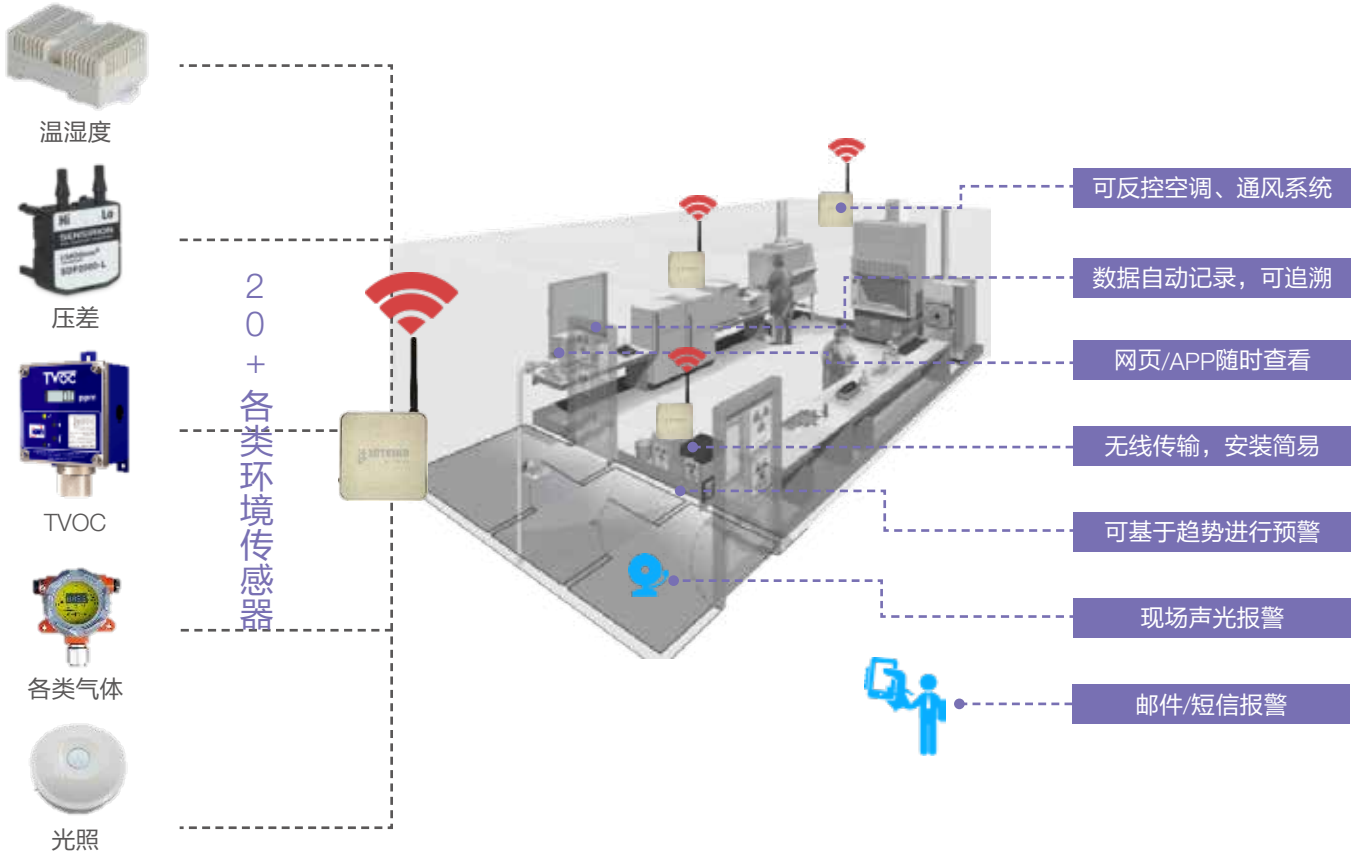 温湿度
Hi Lo
SENSIRION
压差
TVOC
ppm
TVOC
各类气体
光照
20+各类环境传感器
可反控空调、通风系统
数据自动记录，可追溯
网页/APP随时查看
无线传输，安装简易
可基于趋势进行预警
现场声光报警
邮件/短信报警